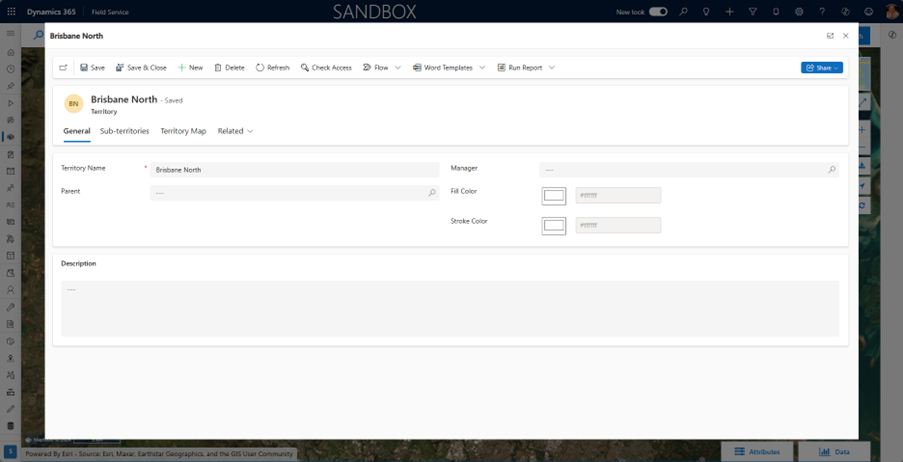 Dynamics 365 Field Service SANDBOX New look
Brisbane North
Save Save & Close New Delete Refresh Check Access Flow Word Templates Run Report Share
BN
Brisbane North - Saved
Territory
General Sub-territories Territory Map Related
Territory Name * Brisbane North Manager ---
Parent --- Fill Color #ffffff
Stroke Color #ffffff
Description
---
S
Powered By Esri - Source: Esri, Maxar, Earthstar Geographics, and the GIS User Community
Attributes Data